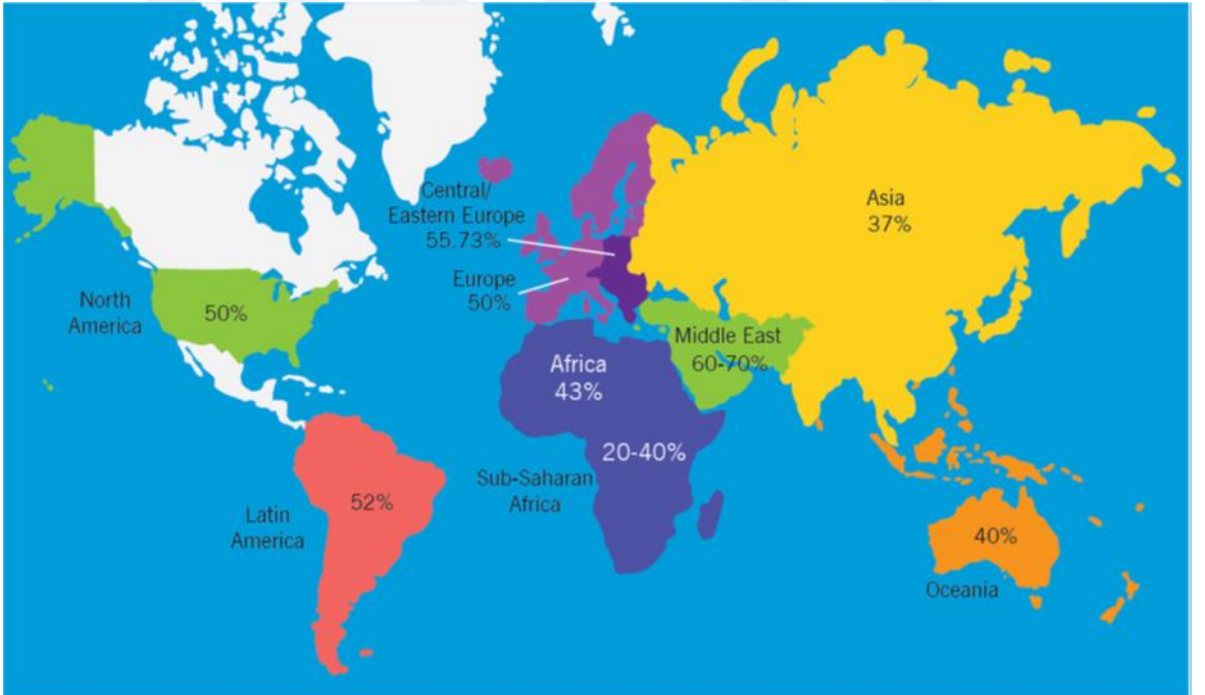 Central/
Eastern Europe
55.73%
Europe
50%
Asia
37%
North
America
50%
Middle East
60-70%
Africa
43%
20-40%
Sub-Saharan
Africa
52%
Latin
America
40%
Oceania